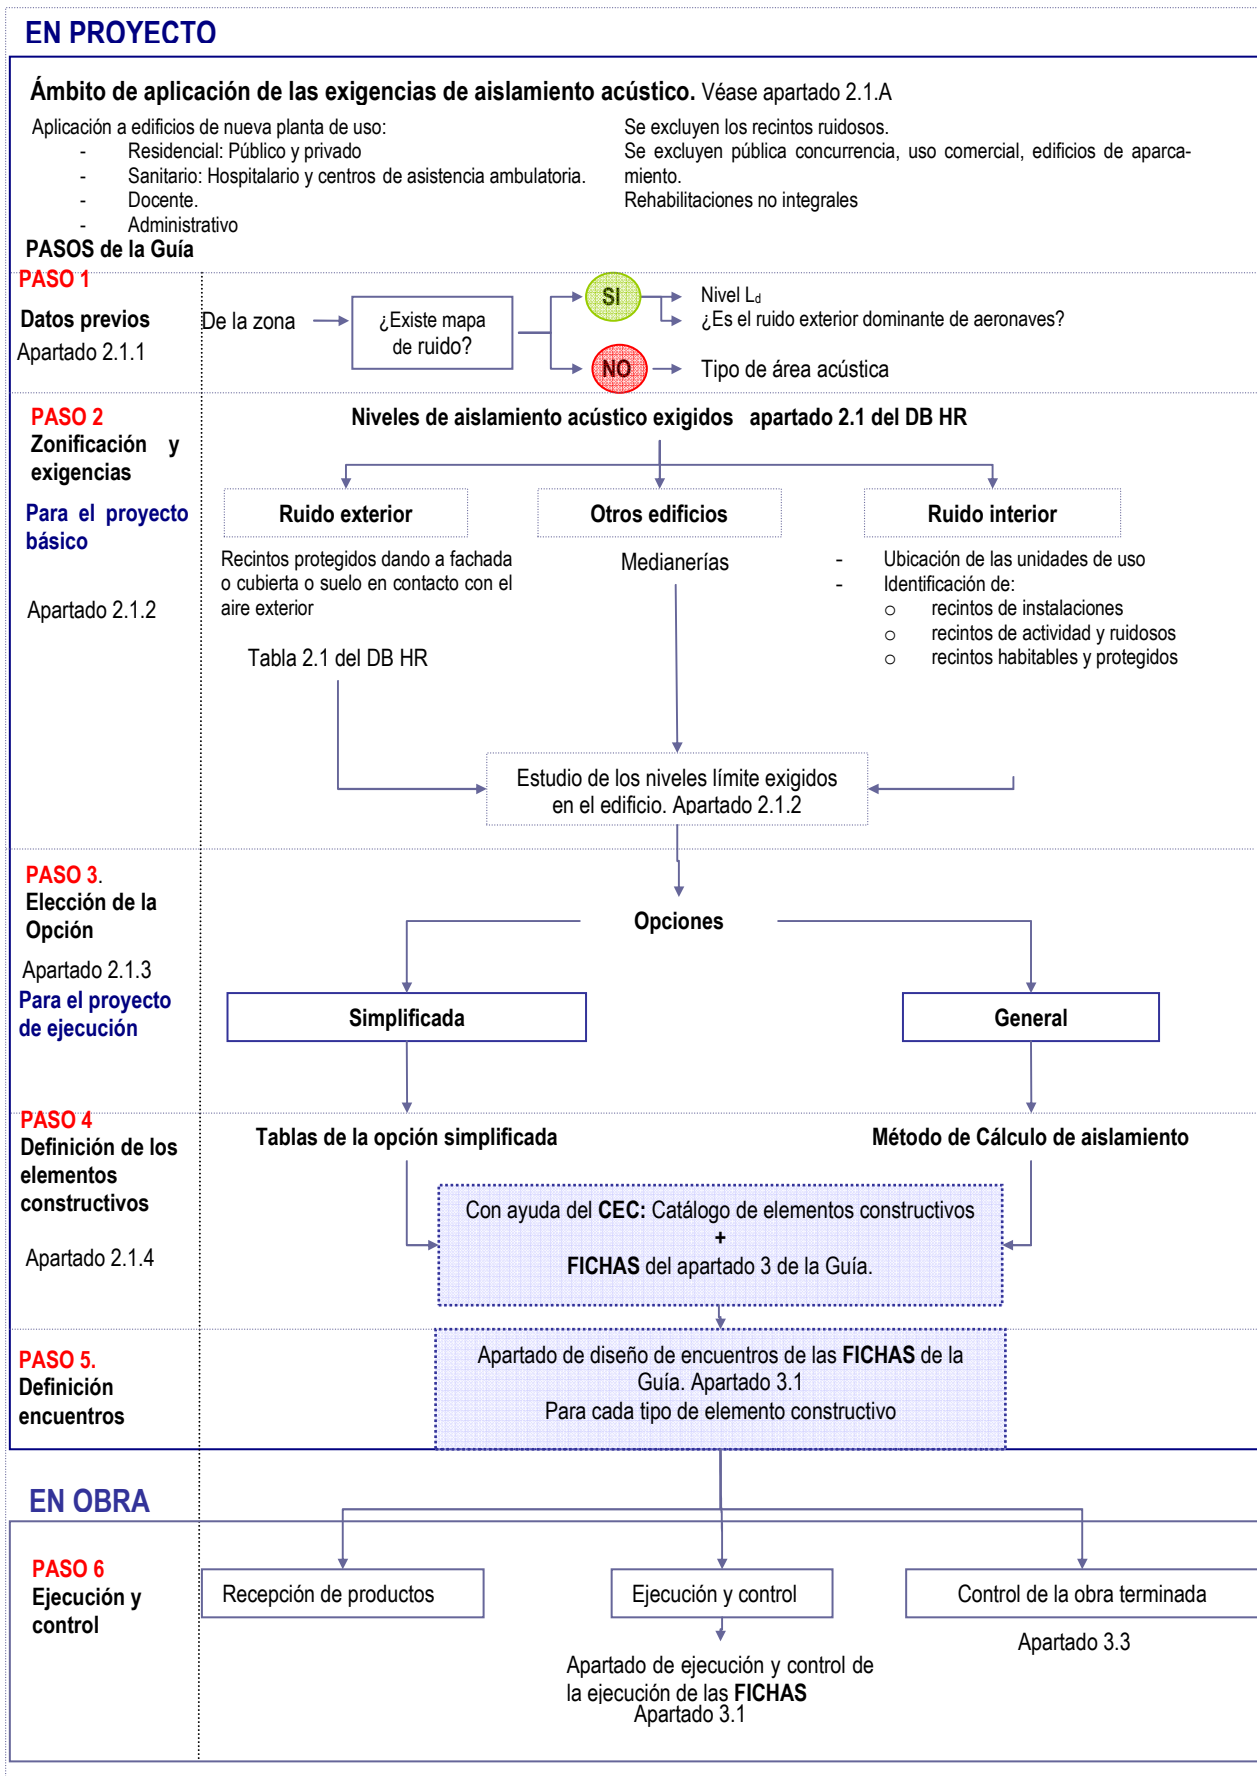 EN PROYECTO
Ámbito de aplicación de las exigencias de aislamiento acústico. Véase apartado 2.1.A
Aplicación a edificios de nueva planta de uso:
- Residencial: Público y privado
- Sanitario: Hospitalario y centros de asistencia ambulatoria.
- Docente.
- Administrativo
Se excluyen los recintos ruidosos.
Se excluyen pública concurrencia, uso comercial, edificios de aparca-
miento.
Rehabilitaciones no integrales
PASOS de la Guía
PASO 1
Datos previos
Apartado 2.1.1
De la zona
¿Existe mapa
de ruido?
SI
Nivel Ld
¿Es el ruido exterior dominante de aeronaves?
NO
Tipo de área acústica
PASO 2
Zonificación y
exigencias
Para el proyecto
básico
Apartado 2.1.2
Niveles de aislamiento acústico exigidos apartado 2.1 del DB HR
Ruido exterior
Recintos protegidos dando a fachada
o cubierta o suelo en contacto con el
aire exterior
Tabla 2.1 del DB HR
Otros edificios
Medianerías
Ruido interior
- Ubicación de las unidades de uso
- Identificación de:
o recintos de instalaciones
o recintos de actividad y ruidosos
o recintos habitables y protegidos
Estudio de los niveles límite exigidos
en el edificio. Apartado 2.1.2
PASO 3.
Elección de la
Opción
Apartado 2.1.3
Para el proyecto
de ejecución
Opciones
Simplificada
General
PASO 4
Definición de los
elementos
constructivos
Apartado 2.1.4
Tablas de la opción simplificada
Método de Cálculo de aislamiento
Con ayuda del CEC: Catálogo de elementos constructivos
+
FICHAS del apartado 3 de la Guía.
PASO 5.
Definición
encuentros
Apartado de diseño de encuentros de las FICHAS de la
Guía. Apartado 3.1
Para cada tipo de elemento constructivo
EN OBRA
PASO 6
Ejecución y
control
Recepción de productos
Ejecución y control
Apartado de ejecución y control de
la ejecución de las FICHAS
Apartado 3.1
Control de la obra terminada
Apartado 3.3